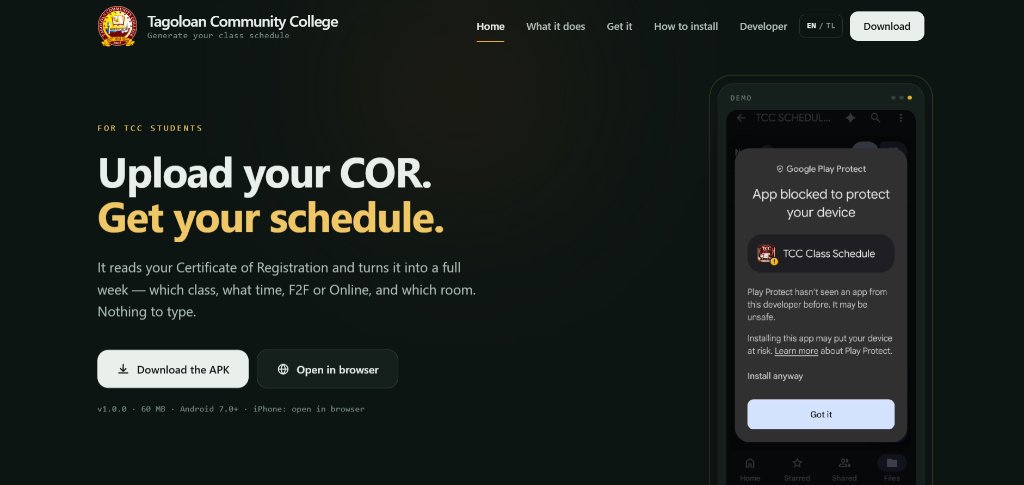 Tagoloan Community College
Generate your class schedule
Home
What it does
Get it
How to install
Developer
EN / TL
Download
FOR TCC STUDENTS
Upload your COR.
Get your schedule.
It reads your Certificate of Registration and turns it into a full
week — which class, what time, F2F or Online, and which room.
Nothing to type.
Download the APK
Open in browser
v1.0.0 · 60 MB · Android 7.0+ · iPhone: open in browser
DEMO
TCC SCHEDUL...
Google Play Protect
App blocked to protect
your device
TCC Class Schedule
Play Protect hasn't seen an app from
this developer before. It may be
unsafe.
Installing this app may put your device
at risk. Learn more about Play Protect.
Install anyway
Got it
Home
Starred
Shared
Files